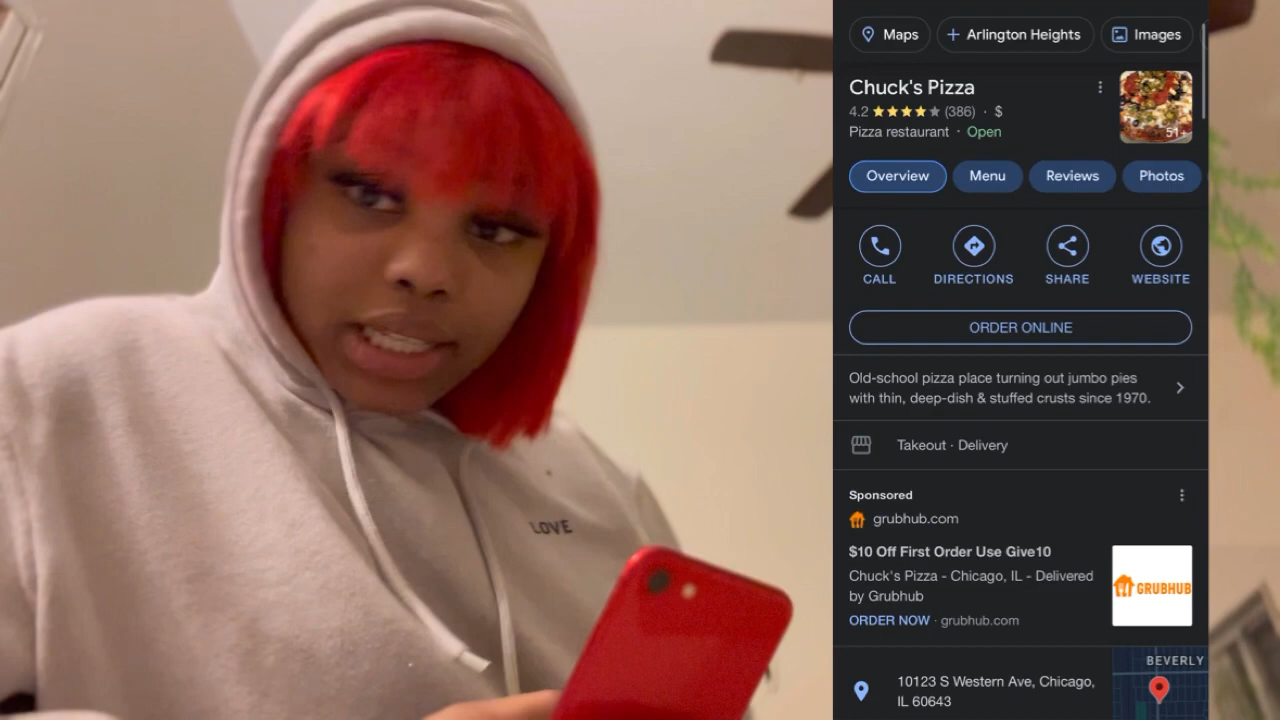 LOVE
Maps
Arlington Heights
Images
Chuck's Pizza
4.2 (386) · $
Pizza restaurant · Open
51+
Overview
Menu
Reviews
Photos
CALL
DIRECTIONS
SHARE
WEBSITE
ORDER ONLINE
Old-school pizza place turning out jumbo pies
with thin, deep-dish & stuffed crusts since 1970.
Takeout · Delivery
Sponsored
grubhub.com
$10 Off First Order Use Give10
Chuck's Pizza - Chicago, IL - Delivered
by Grubhub
GRUBHUB
ORDER NOW · grubhub.com
BEVERLY
10123 S Western Ave, Chicago,
IL 60643